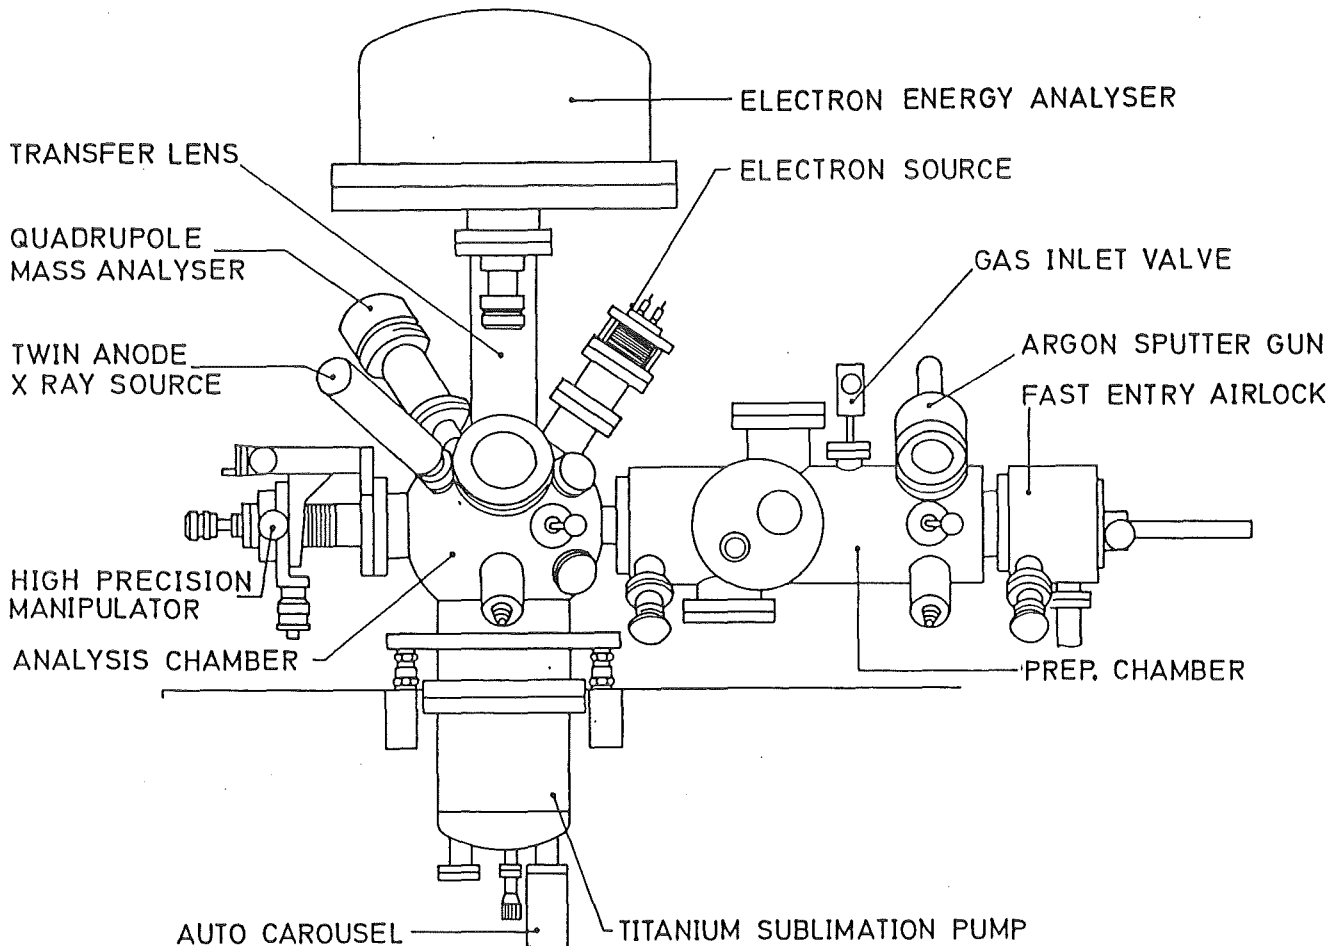 ELECTRON ENERGY ANALYSER
TRANSFER LENS
ELECTRON SOURCE
QUADRUPOLE
MASS ANALYSER
GAS INLET VALVE
TWIN ANODE
X RAY SOURCE
ARGON SPUTTER GUN
FAST ENTRY AIRLOCK
HIGH PRECISION
MANIPULATOR
ANALYSIS CHAMBER
PREP. CHAMBER
AUTO CAROUSEL
TITANIUM SUBLIMATION PUMP